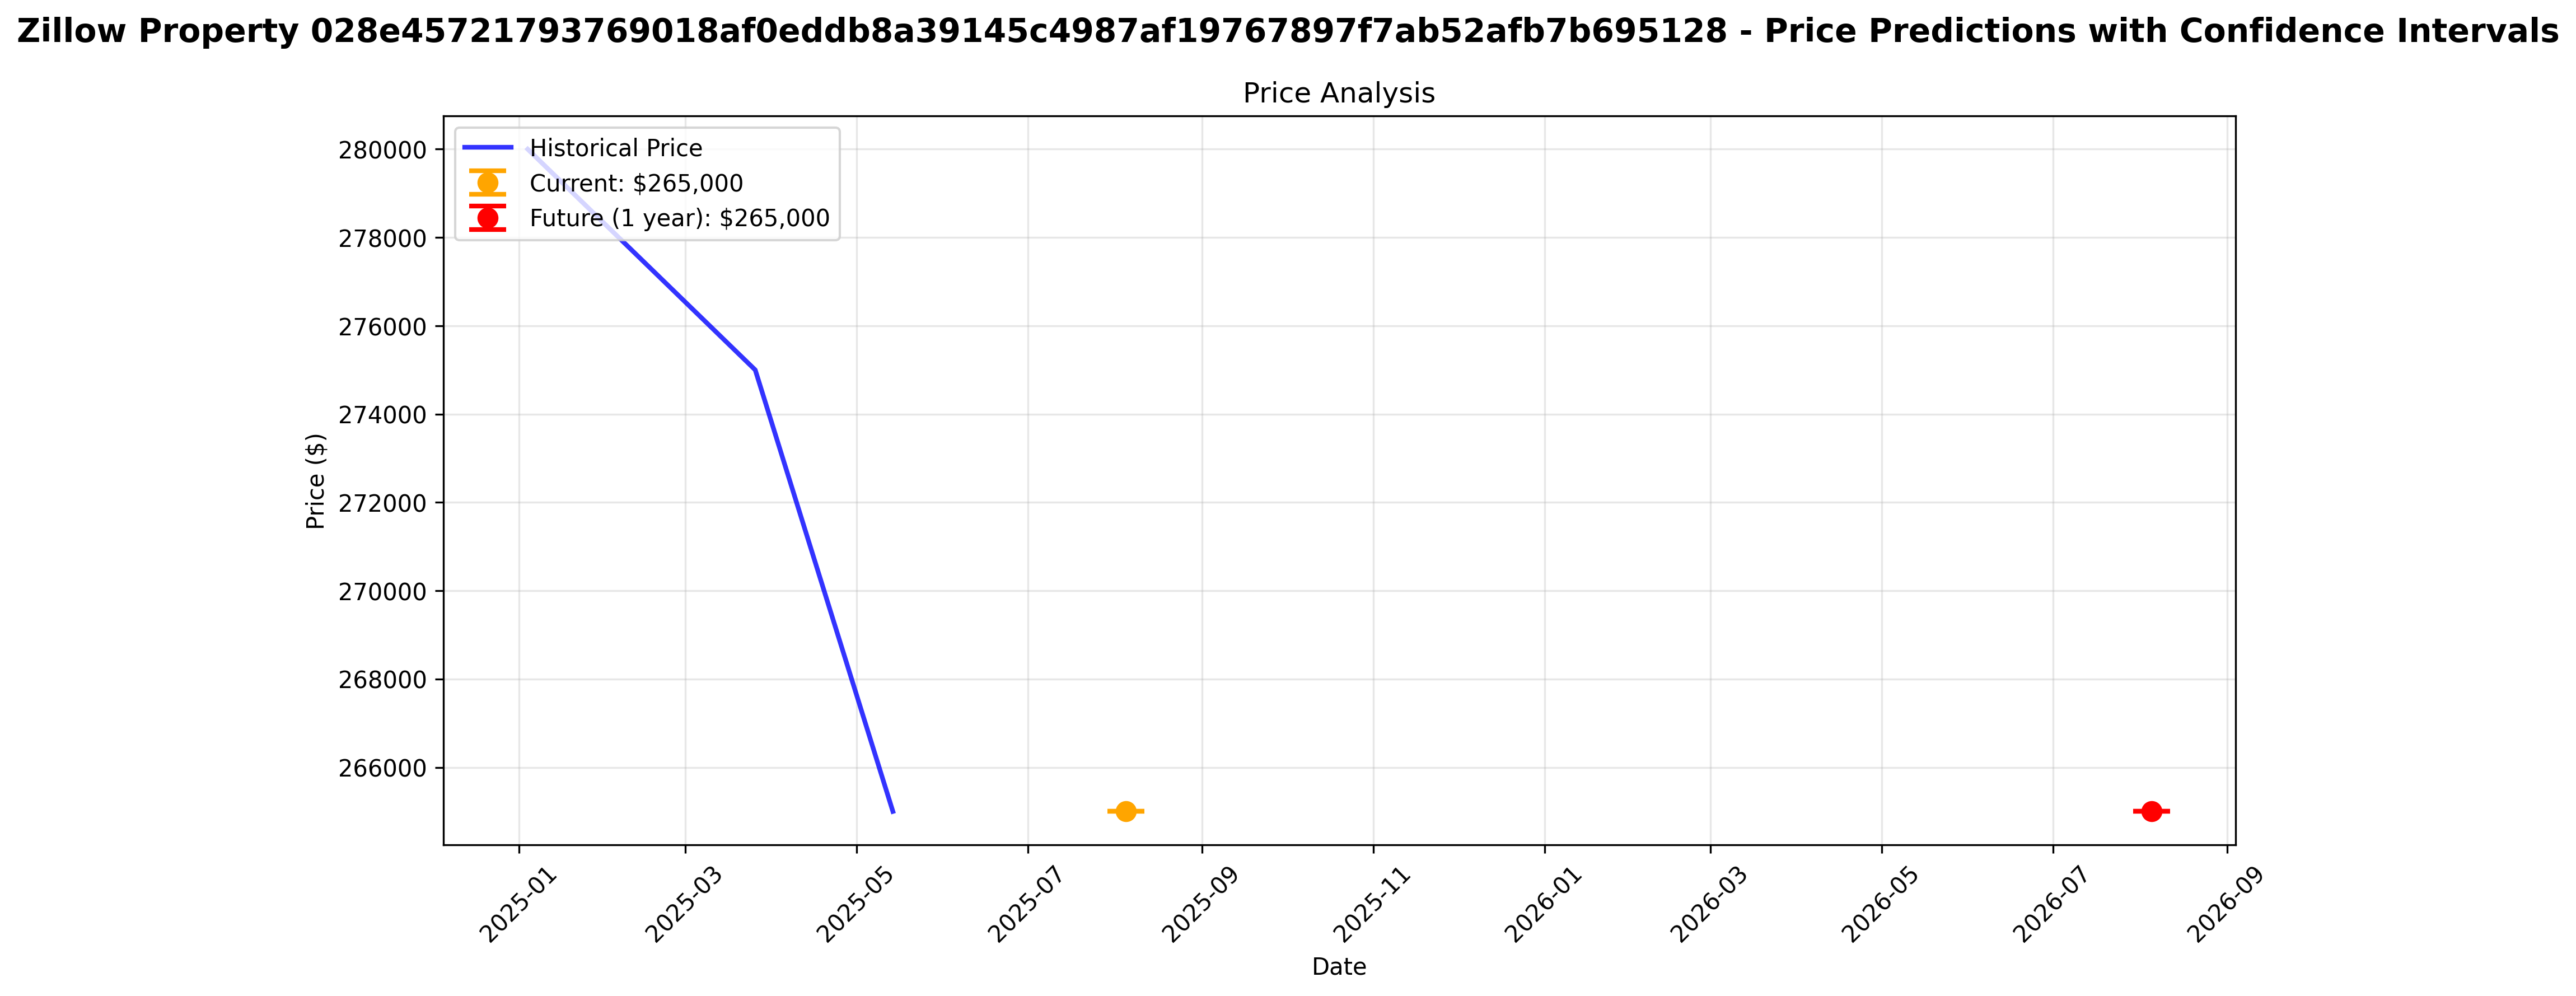 Zillow Property 028e45721793769018af0eddb8a39145c4987af19767897f7ab52afb7b695128 - Price Predictions with Confidence Intervals
Price Analysis
Historical Price
Current: $265,000
Future (1 year): $265,000
280000
278000
276000
274000
272000
270000
268000
266000
Price ($)
2025-01
2025-03
2025-05
2025-07
2025-09
2025-11
2026-01
2026-03
2026-05
2026-07
2026-09
Date